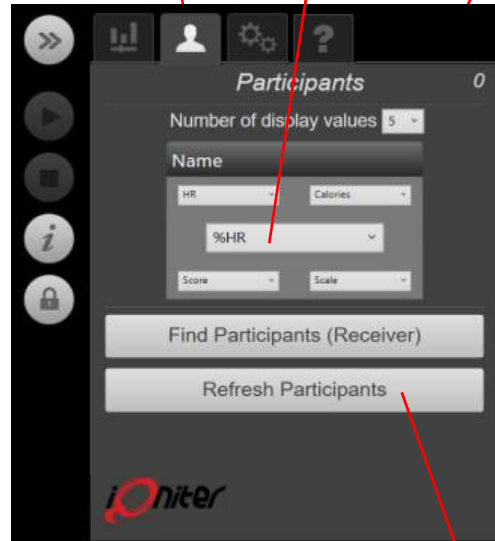 ?
Participants 0
Number of display values 5
Name
HR Calories
%HR
Score Scale
i
Find Participants (Receiver)
Refresh Participants
iQniter